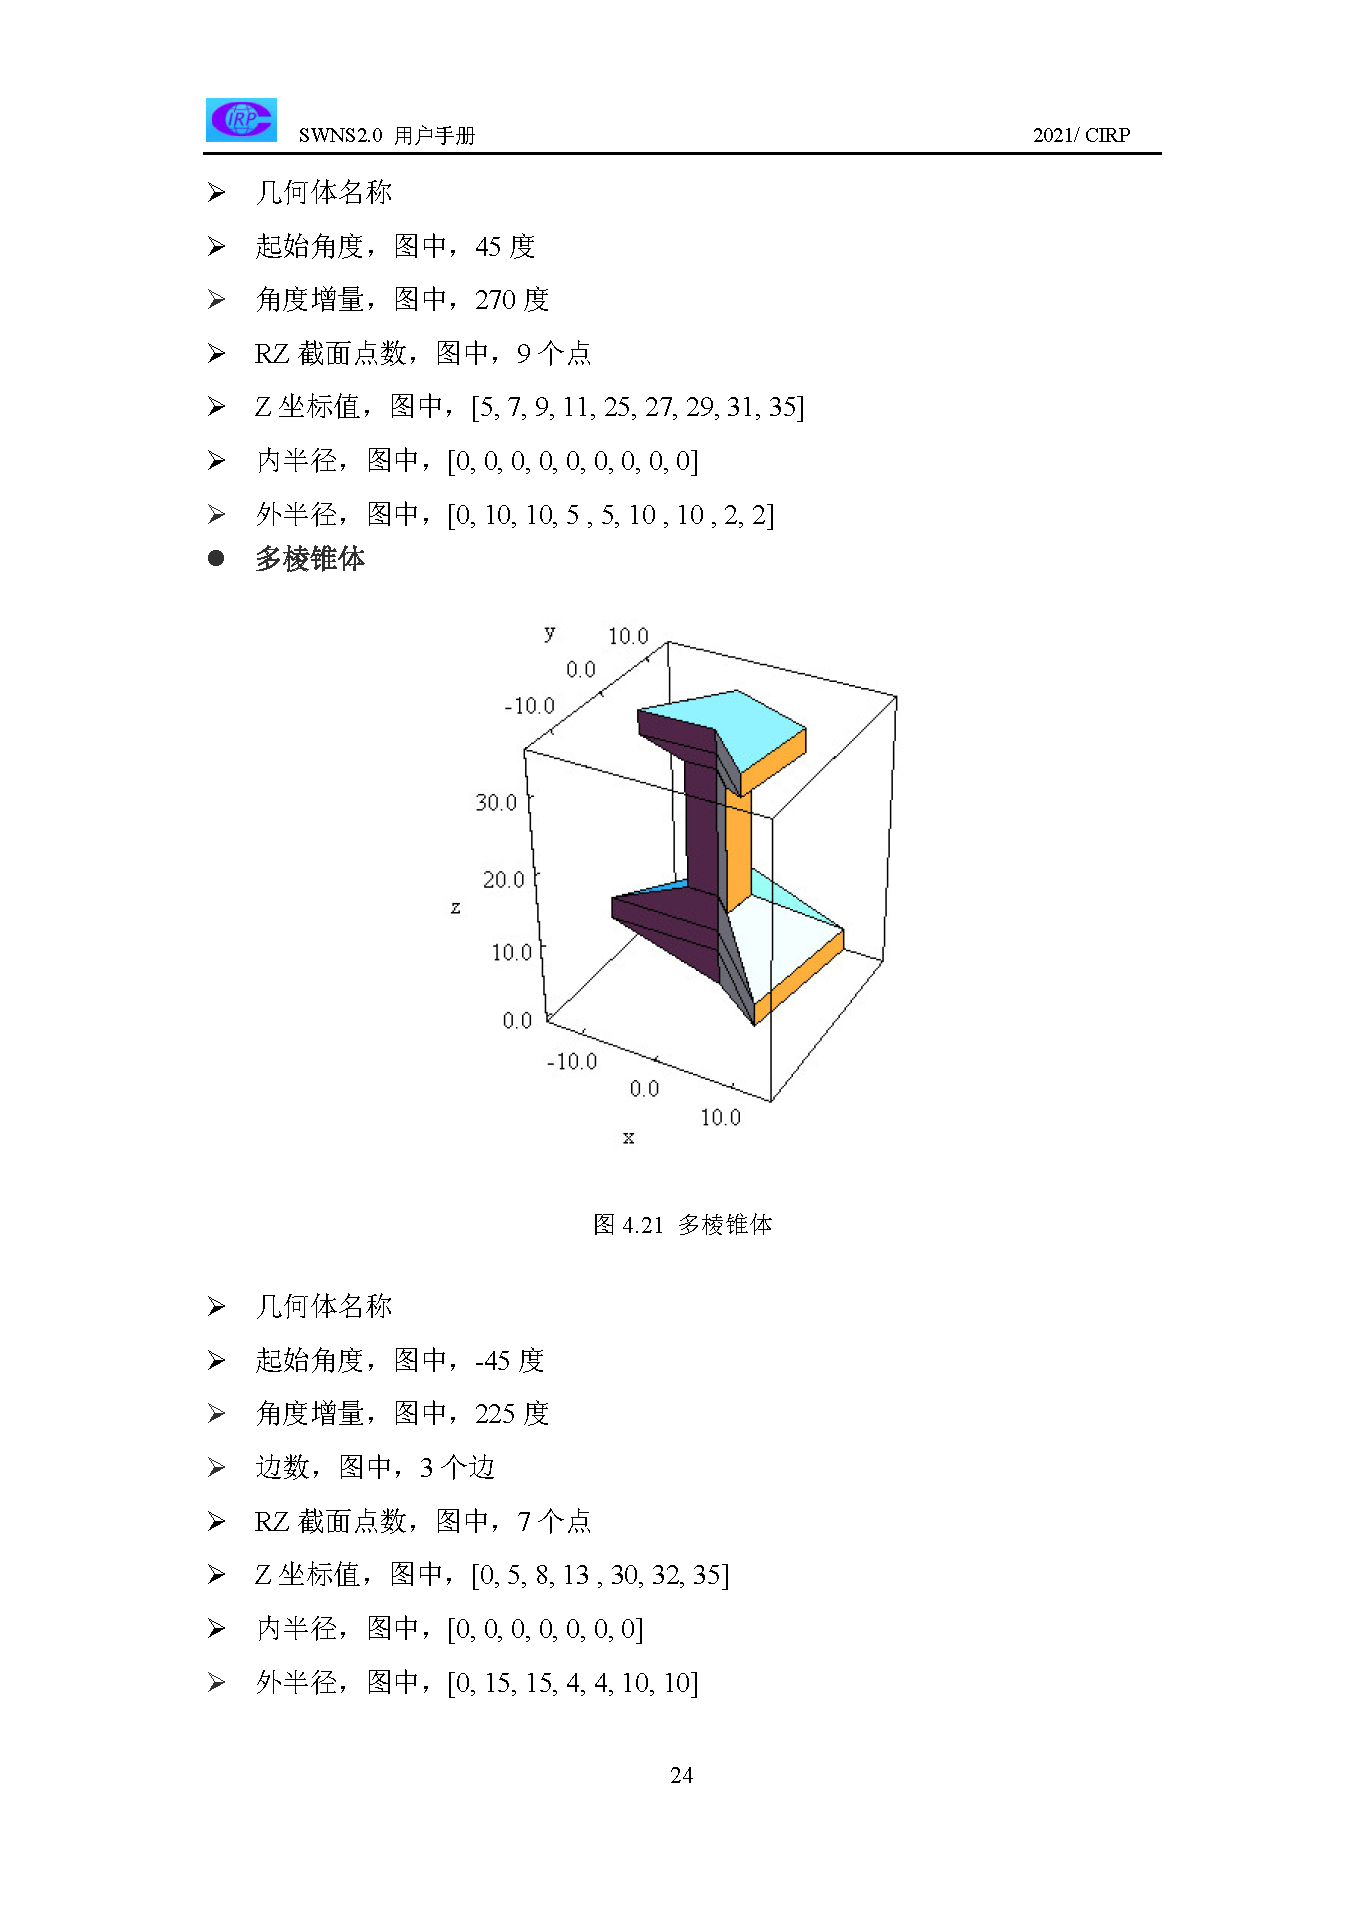 IRP
SWNS2.0 用户手册 2021/ CIRP
➢ 几何体名称
➢ 起始角度，图中，45 度
➢ 角度增量，图中，270 度
➢ RZ 截面点数，图中，9 个点
➢ Z 坐标值，图中，[5, 7, 9, 11, 25, 27, 29, 31, 35]
➢ 内半径，图中，[0, 0, 0, 0, 0, 0, 0, 0, 0]
➢ 外半径，图中，[0, 10, 10, 5 , 5, 10 , 10 , 2, 2]
● 多棱锥体
y 10.0
0.0
-10.0
30.0
20.0
z
10.0
0.0
-10.0
0.0
10.0
x
图 4.21 多棱锥体
➢ 几何体名称
➢ 起始角度，图中，-45 度
➢ 角度增量，图中，225 度
➢ 边数，图中，3 个边
➢ RZ 截面点数，图中，7 个点
➢ Z 坐标值，图中，[0, 5, 8, 13 , 30, 32, 35]
➢ 内半径，图中，[0, 0, 0, 0, 0, 0, 0]
➢ 外半径，图中，[0, 15, 15, 4, 4, 10, 10]
24